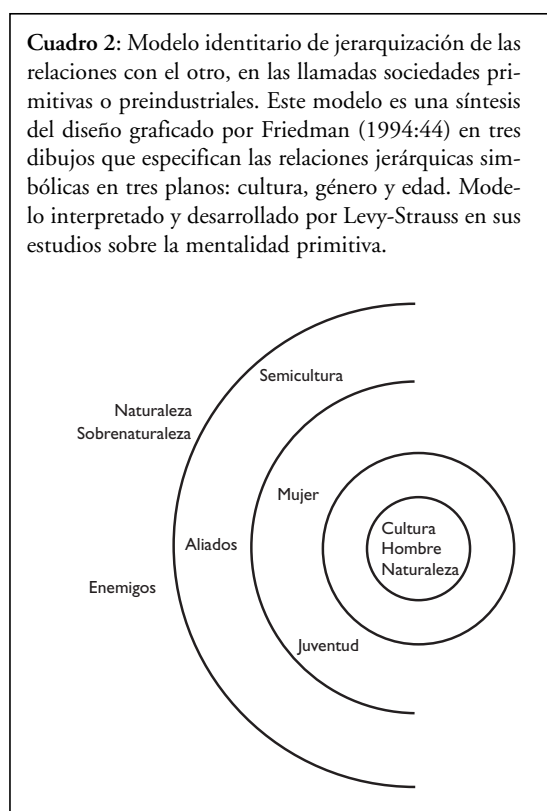 Cuadro 2: Modelo identitario de jerarquización de las
relaciones con el otro, en las llamadas sociedades pri-
mitivas o preindustriales. Este modelo es una síntesis
del diseño graficado por Friedman (1994:44) en tres
dibujos que especifican las relaciones jerárquicas sim-
bólicas en tres planos: cultura, género y edad. Mode-
lo interpretado y desarrollado por Levy-Strauss en sus
estudios sobre la mentalidad primitiva.
Semicultura
Naturaleza
Sobrenaturaleza
Mujer
Cultura
Hombre
Naturaleza
Aliados
Enemigos
Juventud